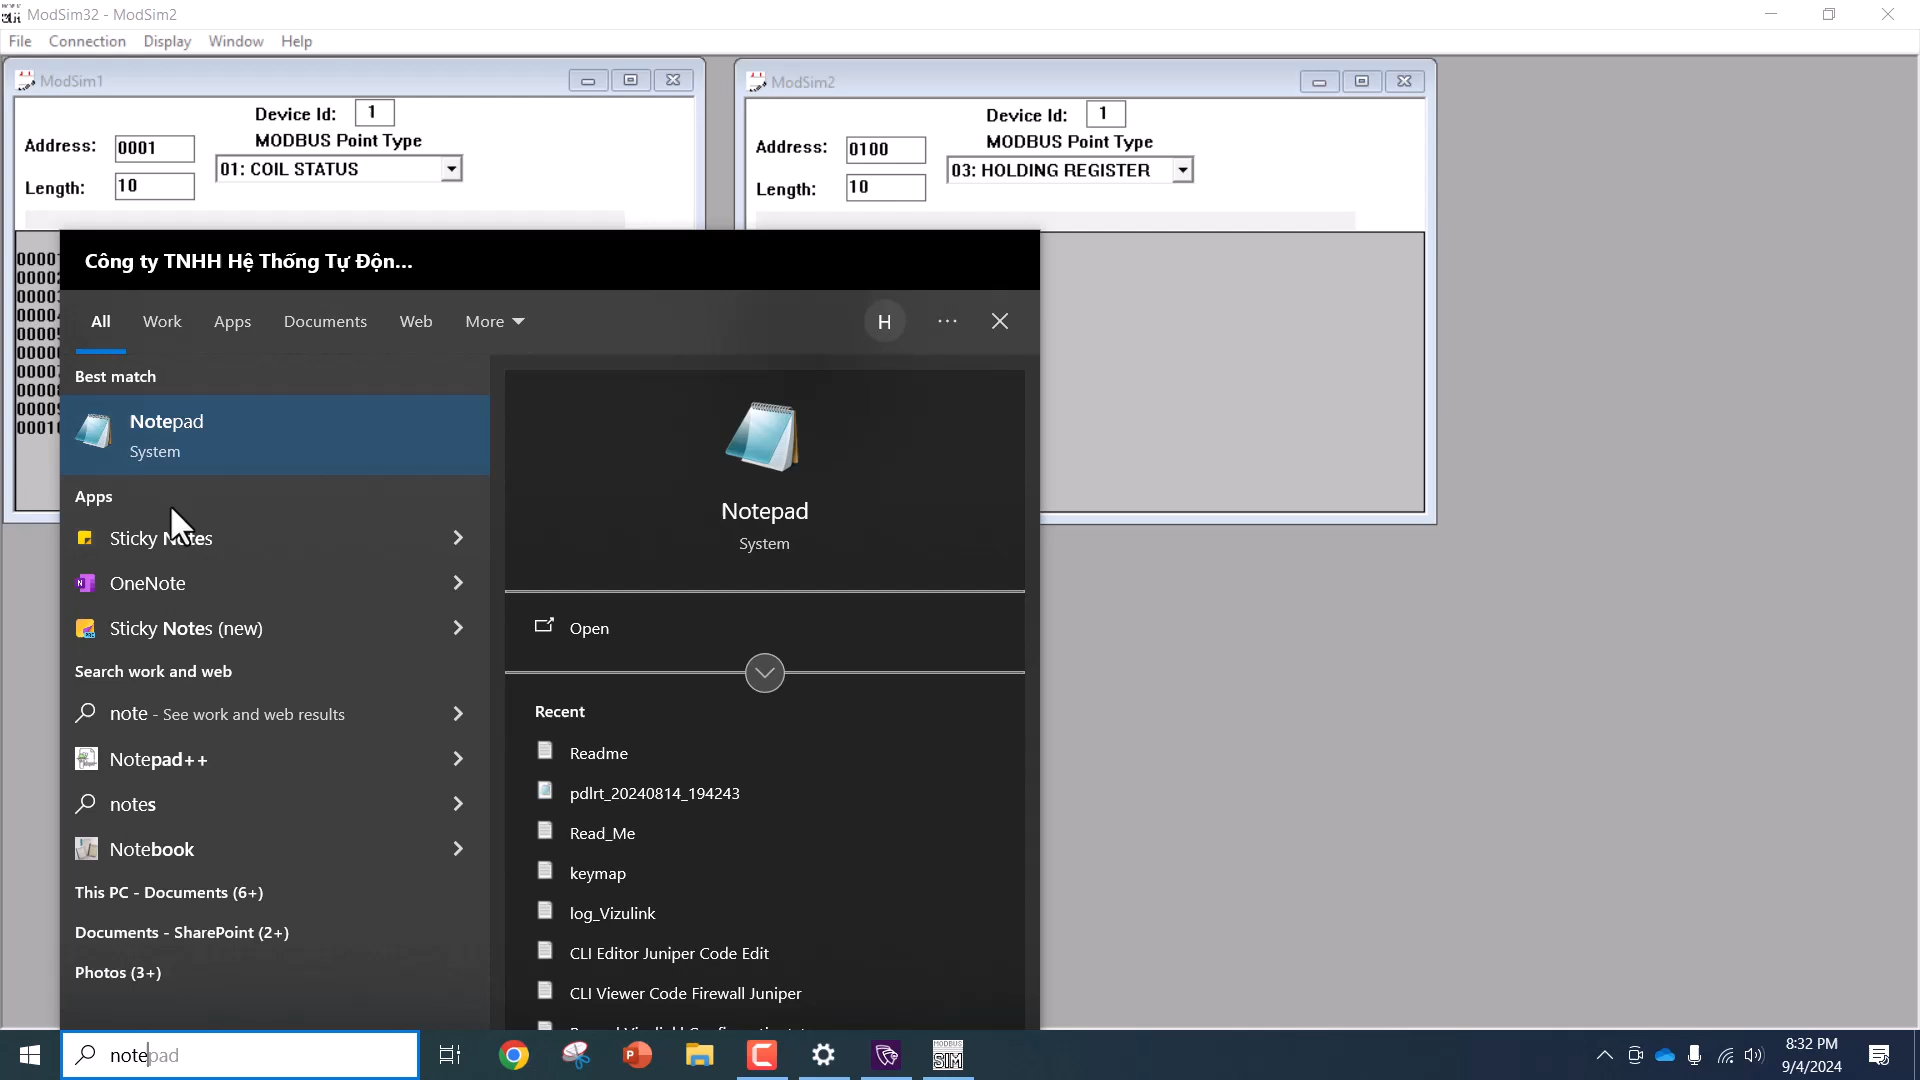 ModSim32 - ModSim2
File Connection Display Window Help
ModSim1
Device Id: 1
MODBUS Point Type
Address: 0001
01: COIL STATUS
Length: 10
ModSim2
Device Id: 1
MODBUS Point Type
Address: 0100
03: HOLDING REGISTER
Length: 10
Công ty TNHH Hệ Thống Tự Độn...
All Work Apps Documents Web More
H
Best match
Notepad
System
Apps
Sticky Notes
OneNote
Sticky Notes (new)
Search work and web
note - See work and web results
Notepad++
notes
Notebook
This PC - Documents (6+)
Documents - SharePoint (2+)
Photos (3+)
Notepad
System
Open
Recent
Readme
pdlrt_20240814_194243
Read_Me
keymap
log_Vizulink
CLI Editor Juniper Code Edit
CLI Viewer Code Firewall Juniper
notepad
MODBUS
SIM
8:32 PM
9/4/2024